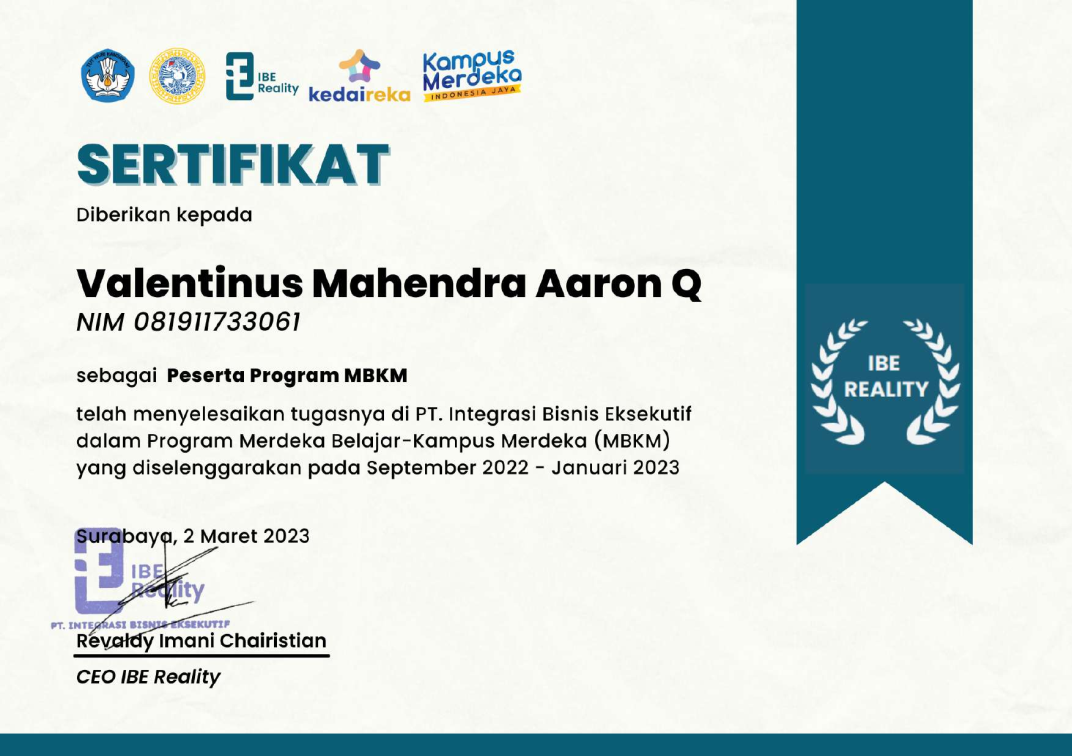 IBE
Reality
kedaireka
Kampus
Merdeka
INDONESIA JAYA
SERTIFIKAT
Diberikan kepada
Valentinus Mahendra Aaron Q
NIM 081911733061
sebagai Peserta Program MBKM
telah menyelesaikan tugasnya di PT. Integrasi Bisnis Eksekutif
dalam Program Merdeka Belajar-Kampus Merdeka (MBKM)
yang diselenggarakan pada September 2022 - Januari 2023
IBE
REALITY
Surabaya, 2 Maret 2023
IBE
Reality
PT. INTEGRASI BISNIS EKSEKUTIF
Revaldy Imani Chairistian
CEO IBE Reality